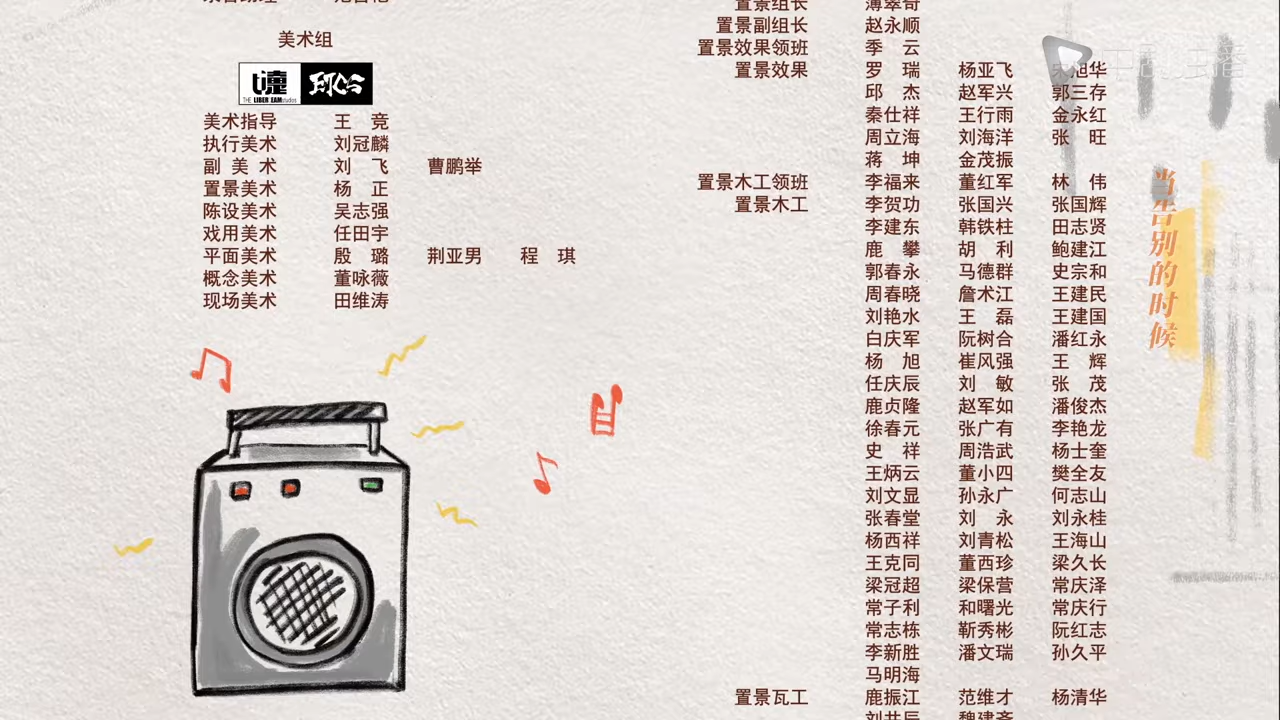 美术组
THE LIBER EAMstudios
美术指导 王 竞
执行美术 刘冠麟
副 美 术 刘 飞 曹鹏举
置景美术 杨 正
陈设美术 吴志强
戏用美术 任田宇
平面美术 殷 璐 荆亚男 程 琪
概念美术 董咏薇
现场美术 田维涛
置景组长 薄翠奇
置景副组长 赵永顺
置景效果领班 季 云
置景效果 罗 瑞 杨亚飞 旭华
邱 杰 赵军兴 郭三存
秦仕祥 王行雨 金永红
周立海 刘海洋 张 旺
蒋 坤 金茂振
置景木工领班 李福来 董红军 林 伟
置景木工 李贺功 张国兴 张国辉
李建东 韩铁柱 田志贤
鹿 攀 胡 利 鲍建江
郭春永 马德群 史宗和
周春晓 詹术江 王建民
刘艳水 王 磊 王建国
白庆军 阮树合 潘红永
杨 旭 崔风强 王 辉
任庆辰 刘 敏 张 茂
鹿贞隆 赵军如 潘俊杰
徐春元 张广有 李艳龙
史 祥 周浩武 杨士奎
王炳云 董小四 樊全友
刘文显 孙永广 何志山
张春堂 刘 永 刘永桂
杨西祥 刘青松 王海山
王克同 董西珍 梁久长
梁冠超 梁保营 常庆泽
常子利 和曙光 常庆行
常志栋 靳秀彬 阮红志
李新胜 潘文瑞 孙久平
马明海
置景瓦工 鹿振江 范维才 杨清华
当告别的时候